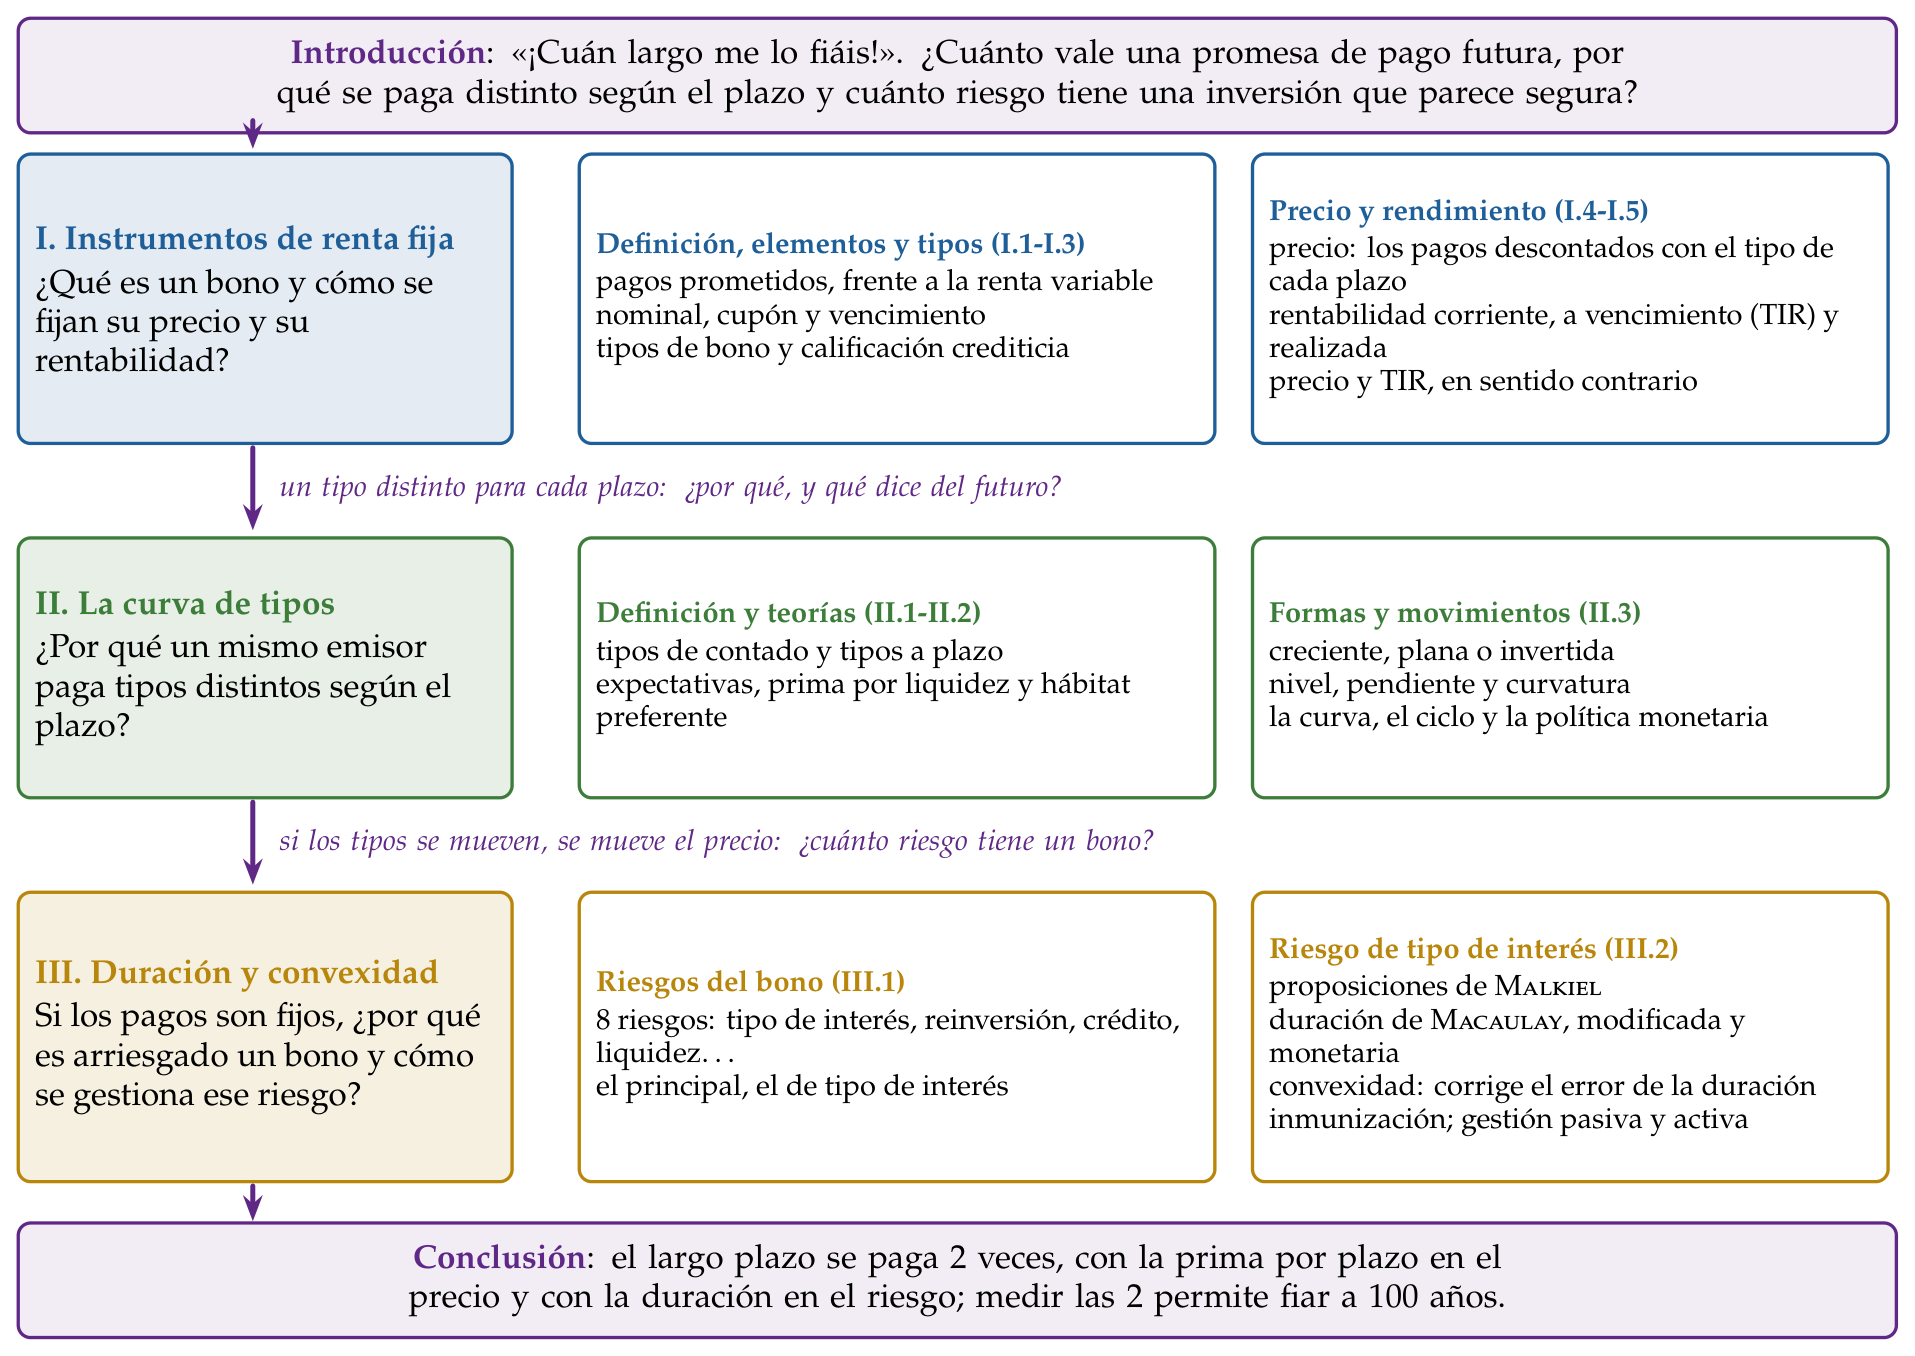 Introducción: «¡Cuán largo me lo fiáis!». ¿Cuánto vale una promesa de pago futura, por
qué se paga distinto según el plazo y cuánto riesgo tiene una inversión que parece segura?
I. Instrumentos de renta fija
¿Qué es un bono y cómo se
fijan su precio y su
rentabilidad?
Definición, elementos y tipos (I.1-I.3)
pagos prometidos, frente a la renta variable
nominal, cupón y vencimiento
tipos de bono y calificación crediticia
Precio y rendimiento (I.4-I.5)
precio: los pagos descontados con el tipo de
cada plazo
rentabilidad corriente, a vencimiento (TIR) y
realizada
precio y TIR, en sentido contrario
un tipo distinto para cada plazo: ¿por qué, y qué dice del futuro?
II. La curva de tipos
¿Por qué un mismo emisor
paga tipos distintos según el
plazo?
Definición y teorías (II.1-II.2)
tipos de contado y tipos a plazo
expectativas, prima por liquidez y hábitat
preferente
Formas y movimientos (II.3)
creciente, plana o invertida
nivel, pendiente y curvatura
la curva, el ciclo y la política monetaria
si los tipos se mueven, se mueve el precio: ¿cuánto riesgo tiene un bono?
III. Duración y convexidad
Si los pagos son fijos, ¿por qué
es arriesgado un bono y cómo
se gestiona ese riesgo?
Riesgos del bono (III.1)
8 riesgos: tipo de interés, reinversión, crédito,
liquidez...
el principal, el de tipo de interés
Riesgo de tipo de interés (III.2)
proposiciones de MALKIEL
duración de MACAULAY, modificada y
monetaria
convexidad: corrige el error de la duración
inmunización; gestión pasiva y activa
Conclusión: el largo plazo se paga 2 veces, con la prima por plazo en el
precio y con la duración en el riesgo; medir las 2 permite fiar a 100 años.